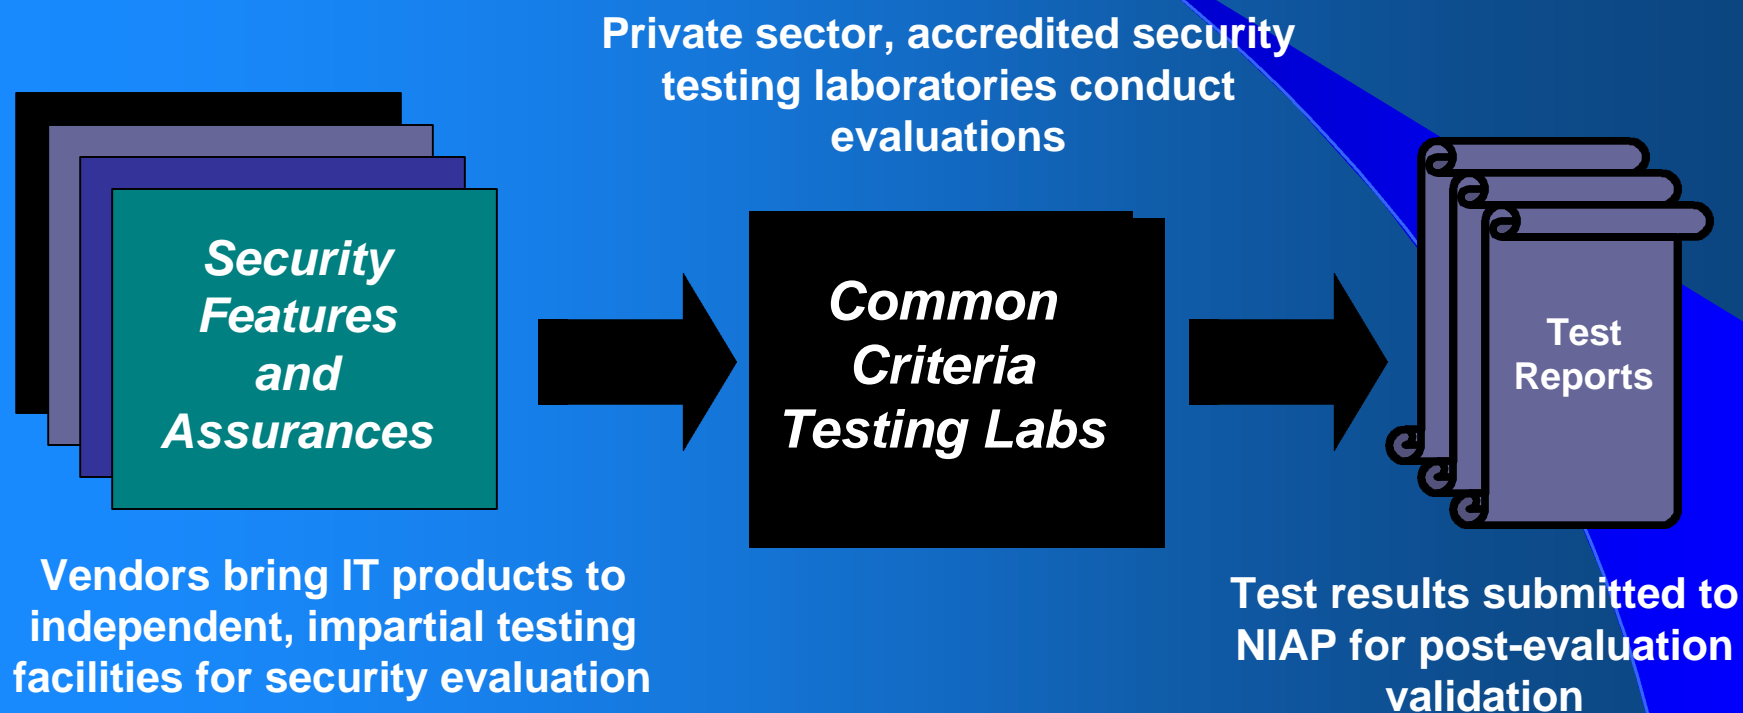 Private sector, accredited security
testing laboratories conduct
evaluations
Security
Features
and
Assurances
Common
Criteria
Testing Labs
Test
Reports
Vendors bring IT products to
independent, impartial testing
facilities for security evaluation
Test results submitted to
NIAP for post-evaluation
validation